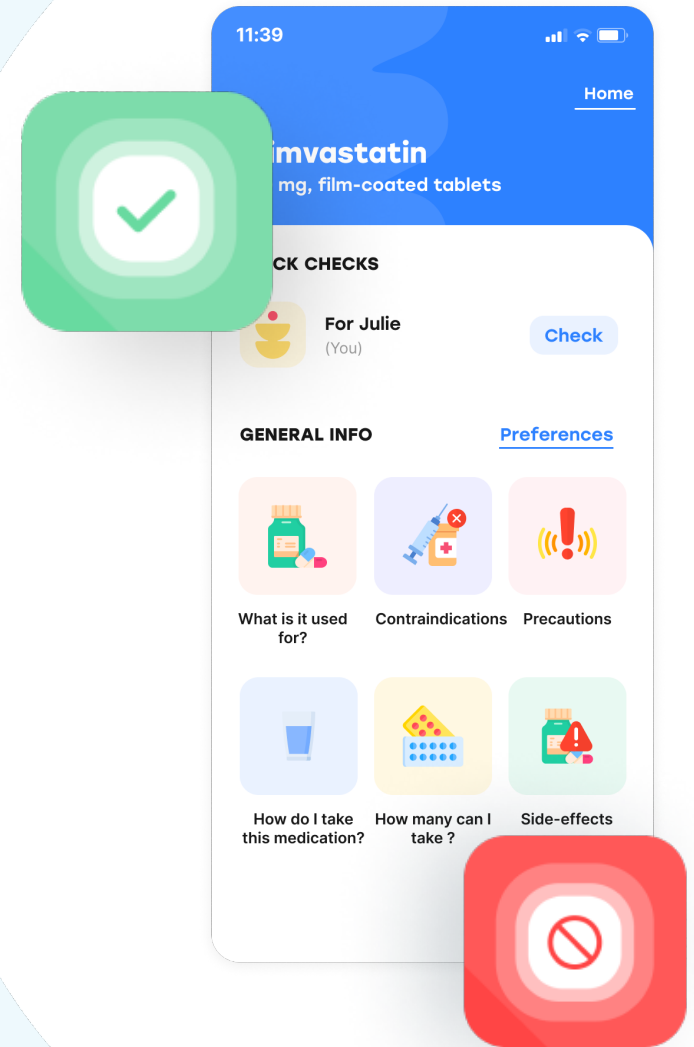 11:39
Home
imvastatin
mg, film-coated tablets
CK CHECKS
For Julie
(You)
Check
GENERAL INFO
Preferences
What is it used
for?
Contraindications
Precautions
How do I take
this medication?
How many can I
take ?
Side-effects